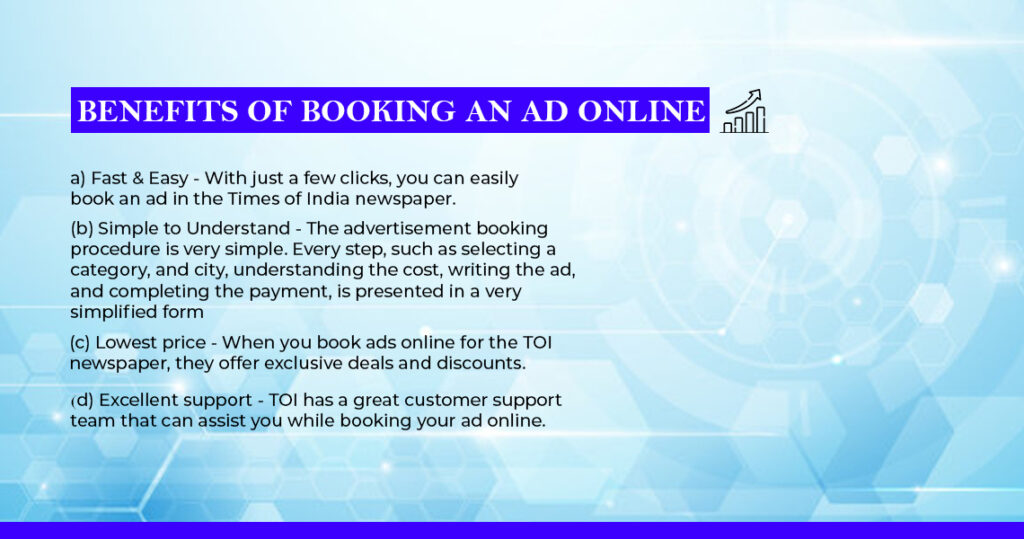 BENEFITS OF BOOKING AN AD ONLINE
a) Fast & Easy - With just a few clicks, you can easily
book an ad in the Times of India newspaper.
(b) Simple to Understand - The advertisement booking
procedure is very simple. Every step, such as selecting a
category, and city, understanding the cost, writing the ad,
and completing the payment, is presented in a very
simplified form
(c) Lowest price - When you book ads online for the TOI
newspaper, they offer exclusive deals and discounts.
(d) Excellent support - TOI has a great customer support
team that can assist you while booking your ad online.